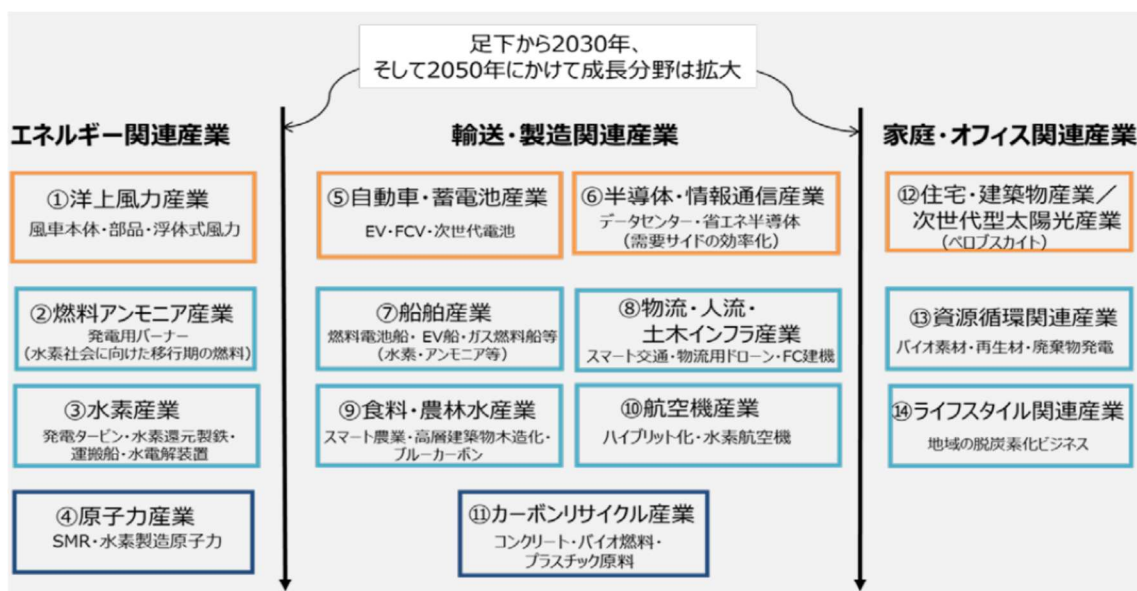 足下から2030年、
そして2050年にかけて成長分野は拡大
エネルギー関連産業
輸送・製造関連産業
家庭・オフィス関連産業
①洋上風力産業
風車本体・部品・浮体式風力
②燃料アンモニア産業
発電用バーナー
(水素社会に向けた移行期の燃料)
③水素産業
発電タービン・水素還元製鉄・
運搬船・水電解装置
④原子力産業
SMR・水素製造原子力
⑤自動車・蓄電池産業
EV・FCV・次世代電池
⑥半導体・情報通信産業
データセンター・省エネ半導体
(需要サイドの効率化)
⑦船舶産業
燃料電池船・EV船・ガス燃料船等
(水素・アンモニア等)
⑧物流・人流・
土木インフラ産業
スマート交通・物流用ドローン・FC建機
⑨食料・農林水産業
スマート農業・高層建築物木造化・
ブルーカーボン
⑩航空機産業
ハイブリット化・水素航空機
⑪カーボンリサイクル産業
コンクリート・バイオ燃料・
プラスチック原料
⑫住宅・建築物産業／
次世代型太陽光産業
(ペロブスカイト)
⑬資源循環関連産業
バイオ素材・再生材・廃棄物発電
⑭ライフスタイル関連産業
地域の脱炭素化ビジネス